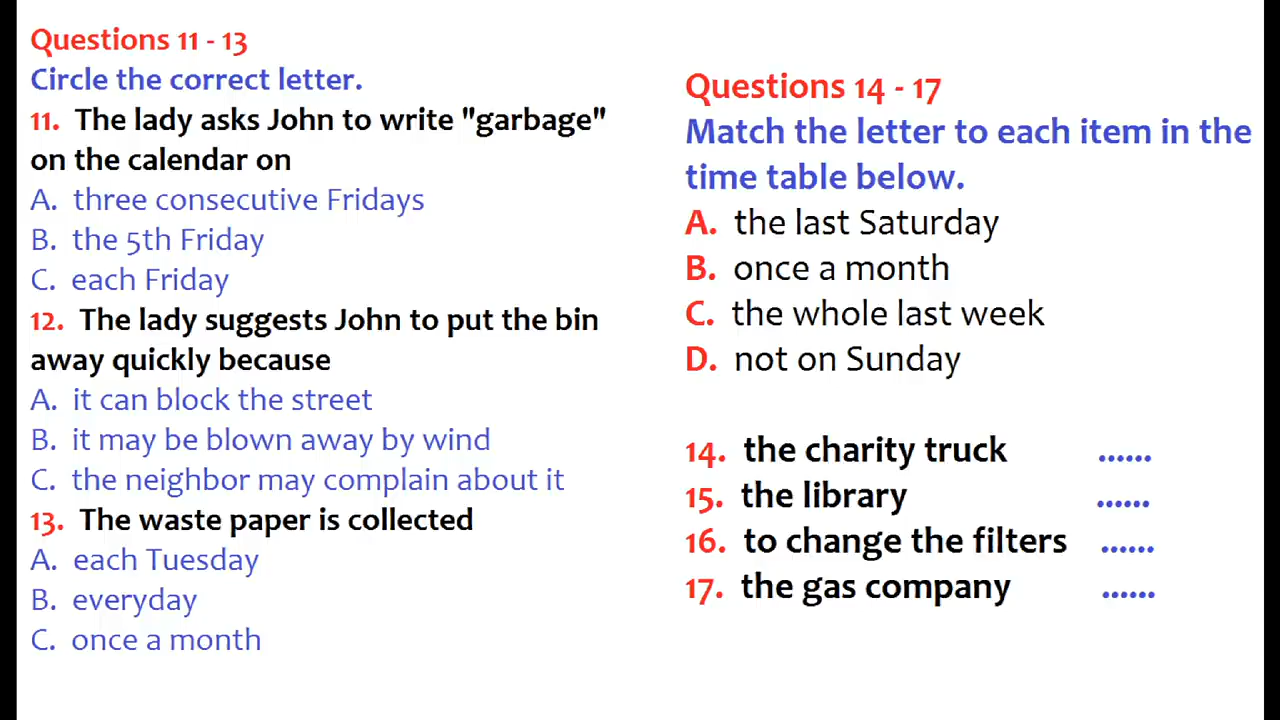 Questions 11 - 13
Circle the correct letter.
11. The lady asks John to write "garbage"
on the calendar on
A. three consecutive Fridays
B. the 5th Friday
C. each Friday
12. The lady suggests John to put the bin
away quickly because
A. it can block the street
B. it may be blown away by wind
C. the neighbor may complain about it
13. The waste paper is collected
A. each Tuesday
B. everyday
C. once a month
Questions 14 - 17
Match the letter to each item in the
time table below.
A. the last Saturday
B. once a month
C. the whole last week
D. not on Sunday
14. the charity truck ......
15. the library ......
16. to change the filters ......
17. the gas company ......